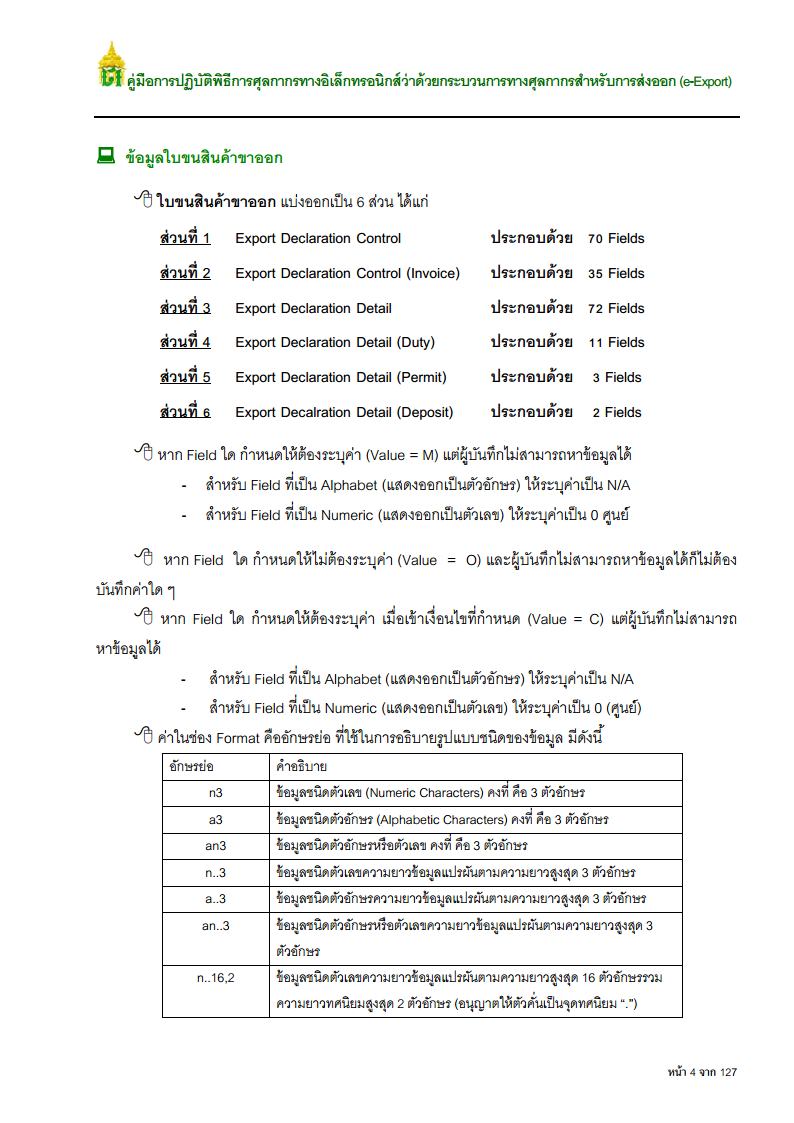 คู่มือการปฏิบัติพิธีการศุลกากรทางอิเล็กทรอนิกส์ว่าด้วยกระบวนการทางศุลกากรสำหรับการส่งออก (e-Export)
ข้อมูลใบขนสินค้าขาออก
ใบขนสินค้าขาออก แบ่งออกเป็น 6 ส่วน ได้แก่
ส่วนที่ 1 Export Declaration Control ประกอบด้วย 70 Fields
ส่วนที่ 2 Export Declaration Control (Invoice) ประกอบด้วย 35 Fields
ส่วนที่ 3 Export Declaration Detail ประกอบด้วย 72 Fields
ส่วนที่ 4 Export Declaration Detail (Duty) ประกอบด้วย 11 Fields
ส่วนที่ 5 Export Declaration Detail (Permit) ประกอบด้วย 3 Fields
ส่วนที่ 6 Export Decalration Detail (Deposit) ประกอบด้วย 2 Fields
หาก Field ใด กำหนดให้ต้องระบุค่า (Value = M) แต่ผู้บันทึกไม่สามารถหาข้อมูลได้
- สำหรับ Field ที่เป็น Alphabet (แสดงออกเป็นตัวอักษร) ให้ระบุค่าเป็น N/A
- สำหรับ Field ที่เป็น Numeric (แสดงออกเป็นตัวเลข) ให้ระบุค่าเป็น 0 ศูนย์
หาก Field ใด กำหนดให้ไม่ต้องระบุค่า (Value = O) และผู้บันทึกไม่สามารถหาข้อมูลได้ก็ไม่ต้อง
บันทึกค่าใด ๆ
หาก Field ใด กำหนดให้ต้องระบุค่า เมื่อเข้าเงื่อนไขที่กำหนด (Value = C) แต่ผู้บันทึกไม่สามารถ
หาข้อมูลได้
- สำหรับ Field ที่เป็น Alphabet (แสดงออกเป็นตัวอักษร) ให้ระบุค่าเป็น N/A
- สำหรับ Field ที่เป็น Numeric (แสดงออกเป็นตัวเลข) ให้ระบุค่าเป็น 0 (ศูนย์)
ค่าในช่อง Format คืออักษรย่อ ที่ใช้ในการอธิบายรูปแบบชนิดของข้อมูล มีดังนี้
อักษรย่อ คำอธิบาย
n3 ข้อมูลชนิดตัวเลข (Numeric Characters) คงที่ คือ 3 ตัวอักษร
a3 ข้อมูลชนิดตัวอักษร (Alphabetic Characters) คงที่ คือ 3 ตัวอักษร
an3 ข้อมูลชนิดตัวอักษรหรือตัวเลข คงที่ คือ 3 ตัวอักษร
n..3 ข้อมูลชนิดตัวเลขความยาวข้อมูลแปรผันตามความยาวสูงสุด 3 ตัวอักษร
a..3 ข้อมูลชนิดตัวอักษรความยาวข้อมูลแปรผันตามความยาวสูงสุด 3 ตัวอักษร
an..3 ข้อมูลชนิดตัวอักษรหรือตัวเลขความยาวข้อมูลแปรผันตามความยาวสูงสุด 3
ตัวอักษร
n..16,2 ข้อมูลชนิดตัวเลขความยาวข้อมูลแปรผันตามความยาวสูงสุด 16 ตัวอักษรรวม
ความยาวทศนิยมสูงสุด 2 ตัวอักษร (อนุญาตให้ตัวคั่นเป็นจุดทศนิยม “.”)
หน้า 4 จาก 127